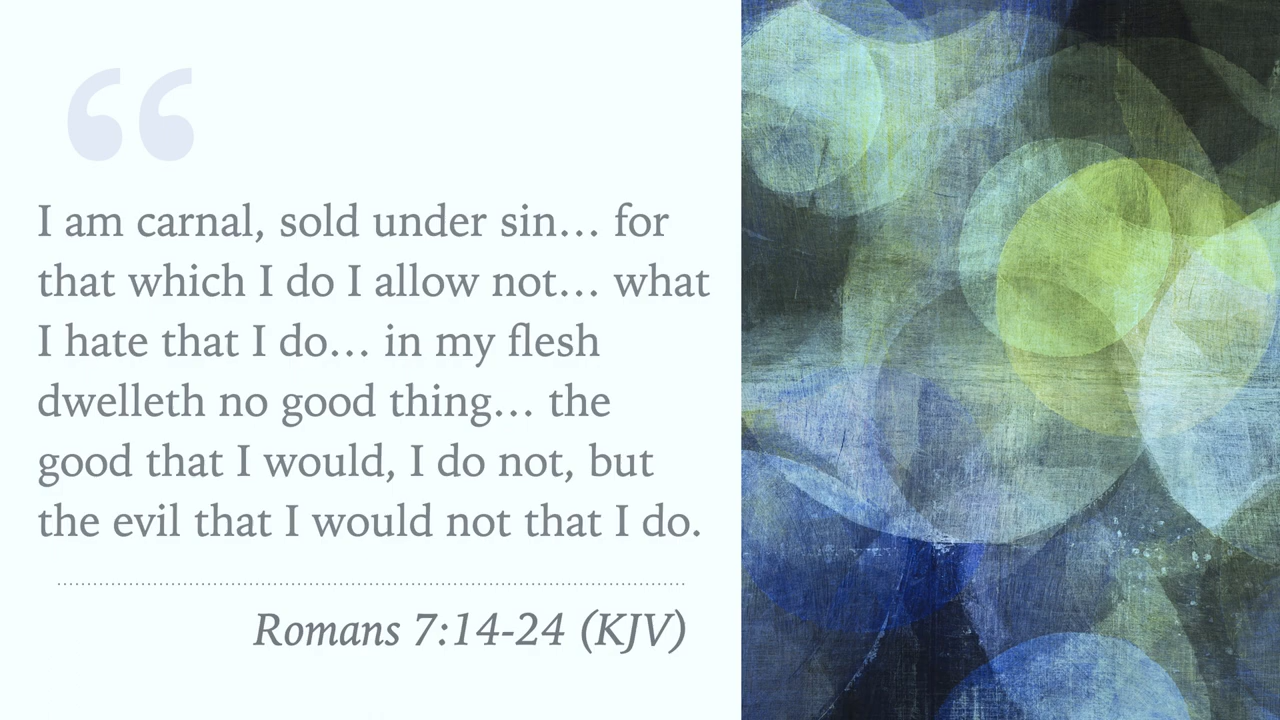 “
I am carnal, sold under sin… for
that which I do I allow not… what
I hate that I do… in my flesh
dwelleth no good thing… the
good that I would, I do not, but
the evil that I would not that I do.
Romans 7:14-24 (KJV)